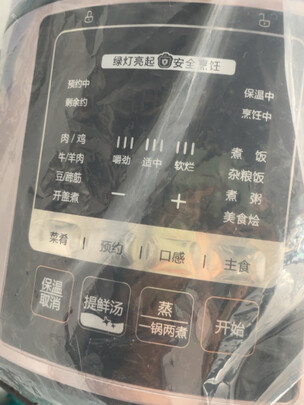 绿灯亮起 安全烹饪
预约中
剩余约
保温中
烹饪中
肉/鸡
牛/羊肉
豆/蹄筋
开盖煮
嚼劲 适中 软烂
— +
煮饭
杂粮饭
煮粥
美食烩
菜肴 | 预约 | 口感 | 主食
保温
取消
提鲜汤
蒸
一锅两煮
开始